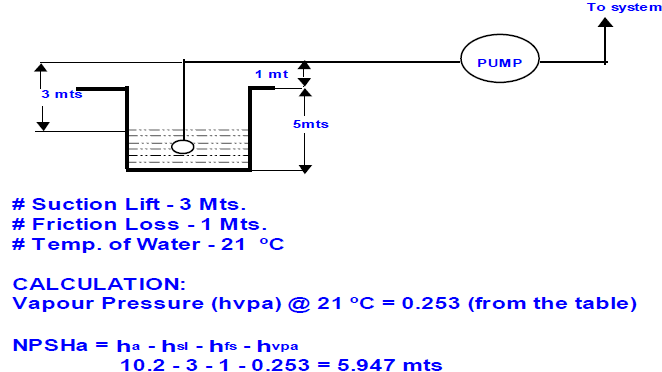 To system
PUMP
1 mt
3 mts
5mts
# Suction Lift - 3 Mts.
# Friction Loss - 1 Mts.
# Temp. of Water - 21 ºC
CALCULATION:
Vapour Pressure (hvpa) @ 21 ºC = 0.253 (from the table)
NPSHa = ha - hsl - hfs - hvpa
10.2 - 3 - 1 - 0.253 = 5.947 mts